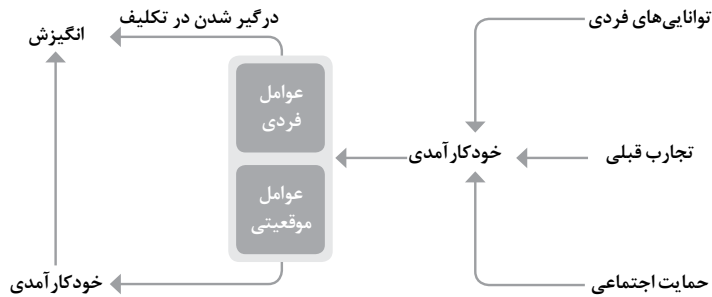 توانایی‌های فردی
درگیر شدن در تکلیف
انگیزش
عوامل
فردی
تجارب قبلی
خودکارآمدی
عوامل
موقعیتی
حمایت اجتماعی
خودکارآمدی